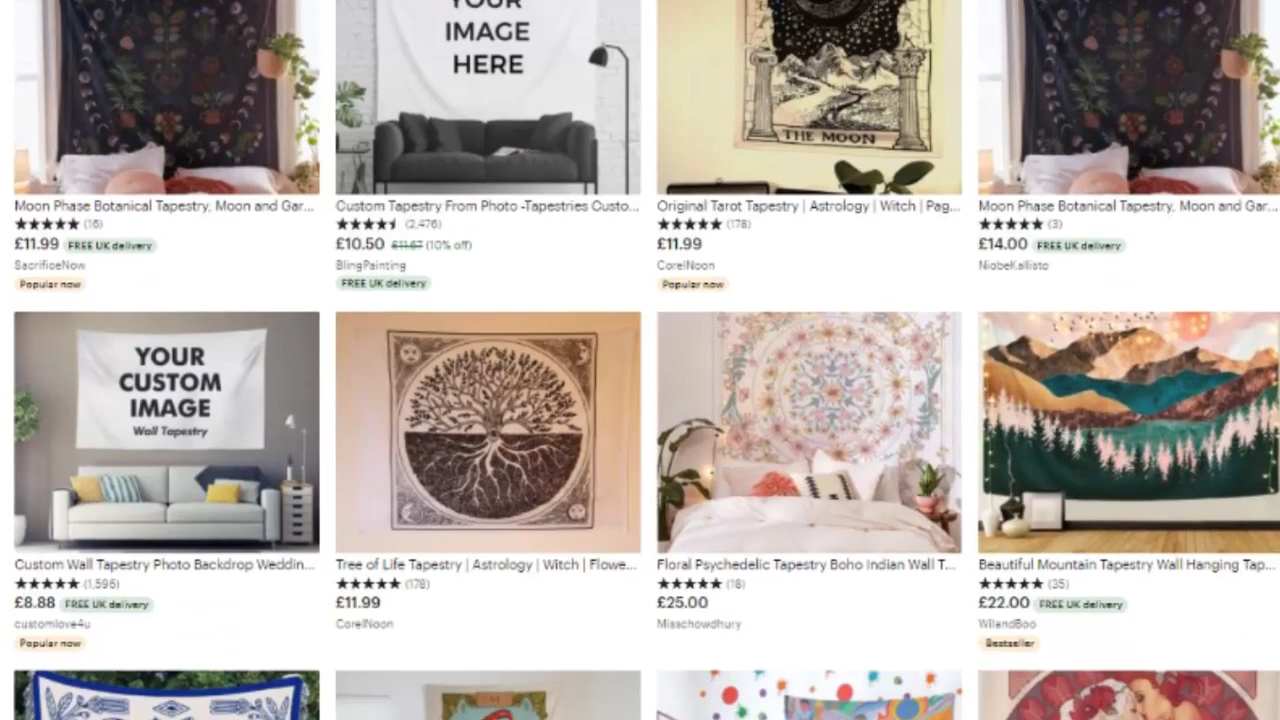 YOUR
IMAGE
HERE
THE MOON
Moon Phase Botanical Tapestry, Moon and Gar...
(16)
£11.99 FREE UK delivery
SacrificeNow
Popular now
Custom Tapestry From Photo -Tapestries Custo...
(2,476)
£10.50 £11.67 (10% off)
BlingPainting
FREE UK delivery
Original Tarot Tapestry | Astrology | Witch | Pag...
(178)
£11.99
CorelNoon
Popular now
Moon Phase Botanical Tapestry, Moon and Gar...
(3)
£14.00 FREE UK delivery
NiobeKallisto
YOUR
CUSTOM
IMAGE
Wall Tapestry
Custom Wall Tapestry Photo Backdrop Weddin...
(1,596)
£8.88 FREE UK delivery
customlove4u
Popular now
Tree of Life Tapestry | Astrology | Witch | Flowe...
(178)
£11.99
CorelNoon
Floral Psychedelic Tapestry Boho Indian Wall T...
(18)
£25.00
Misschowdhury
Beautiful Mountain Tapestry Wall Hanging Tap...
(35)
£22.00 FREE UK delivery
WilandBoo
Bestseller